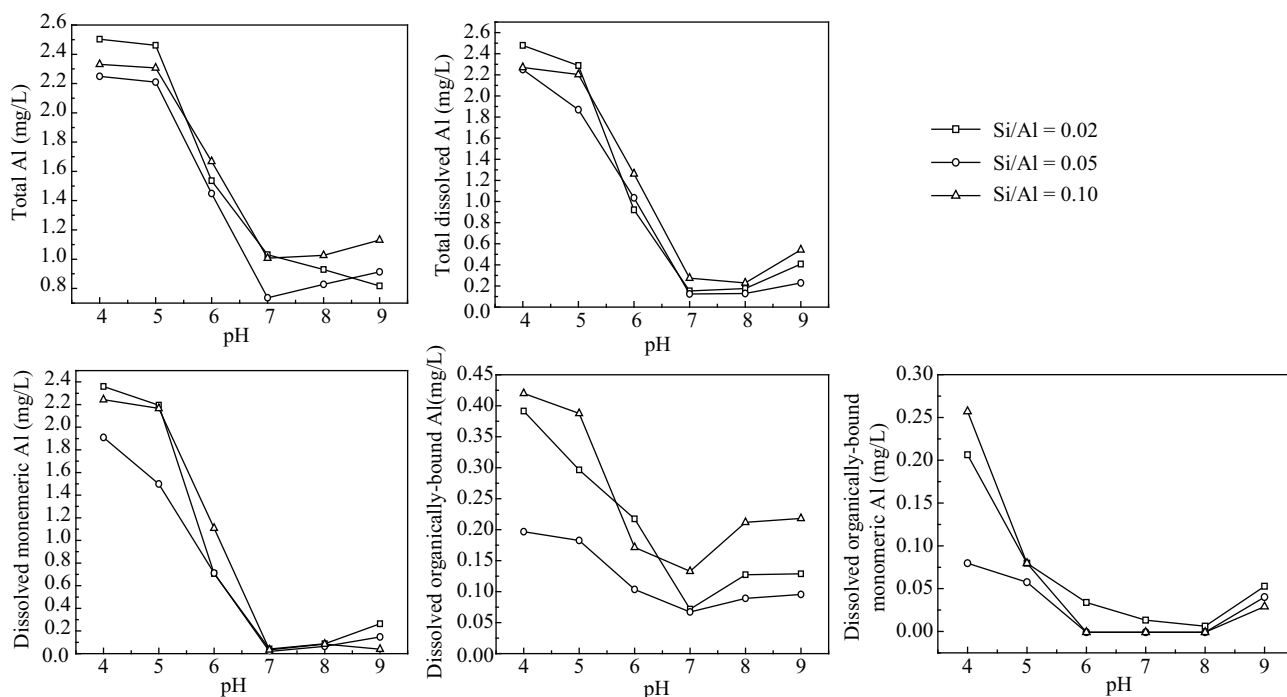 Total Al (mg/L)
2.6
2.4
2.2
2.0
1.8
1.6
1.4
1.2
1.0
0.8
4 5 6 7 8 9
pH
Total dissolved Al (mg/L)
2.6
2.4
2.2
2.0
1.8
1.6
1.4
1.2
1.0
0.8
0.6
0.4
0.2
0.0
4 5 6 7 8 9
pH
Si/Al = 0.02
Si/Al = 0.05
Si/Al = 0.10
Dissolved monemeric Al (mg/L)
2.4
2.2
2.0
1.8
1.6
1.4
1.2
1.0
0.8
0.6
0.4
0.2
0.0
4 5 6 7 8 9
pH
Dissolved organically-bound Al(mg/L)
0.45
0.40
0.35
0.30
0.25
0.20
0.15
0.10
0.05
0.00
4 5 6 7 8 9
pH
Dissolved organically-bound
monomeric Al (mg/L)
0.30
0.25
0.20
0.15
0.10
0.05
0.00
4 5 6 7 8 9
pH